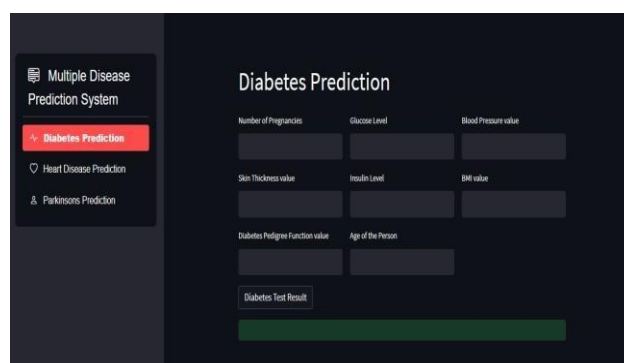 Multiple Disease
Prediction System
Diabetes Prediction
Heart Disease Prediction
Parkinsons Prediction
Diabetes Prediction
Number of Pregnancies Glucose Level Blood Pressure value
Skin Thickness value Insulin Level BMI value
Diabetes Pedigree Function value Age of the Person
Diabetes Test Result